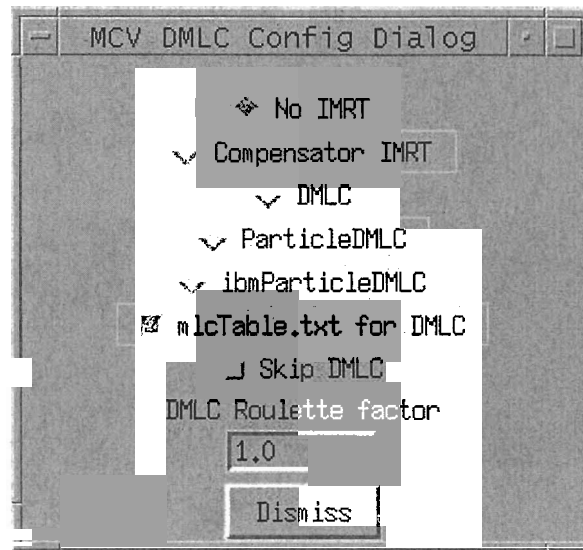 MCV DMLC Config Dialog
No IMRT
Compensator IMRT
DMLC
ParticleDMLC
ibmParticleDMLC
mlcTable.txt for DMLC
Skip DMLC
DMLC Roulette factor
1.0
Dismiss